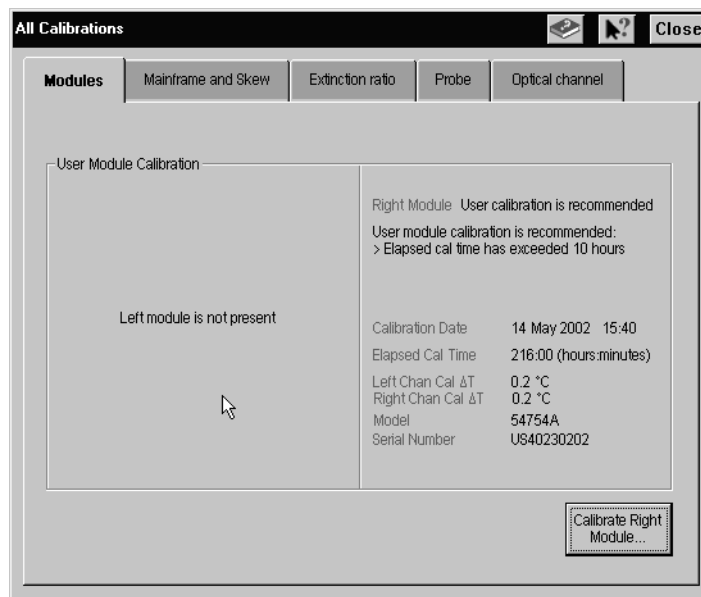 All Calibrations
? ? Close
Modules
Mainframe and Skew
Extinction ratio
Probe
Optical channel
User Module Calibration
Left module is not present
Right Module User calibration is recommended
User module calibration is recommended:
> Elapsed cal time has exceeded 10 hours
Calibration Date 14 May 2002 15:40
Elapsed Cal Time 216:00 (hours:minutes)
Left Chan Cal ΔT 0.2 °C
Right Chan Cal ΔT 0.2 °C
Model 54754A
Serial Number US40230202
Calibrate Right
Module...